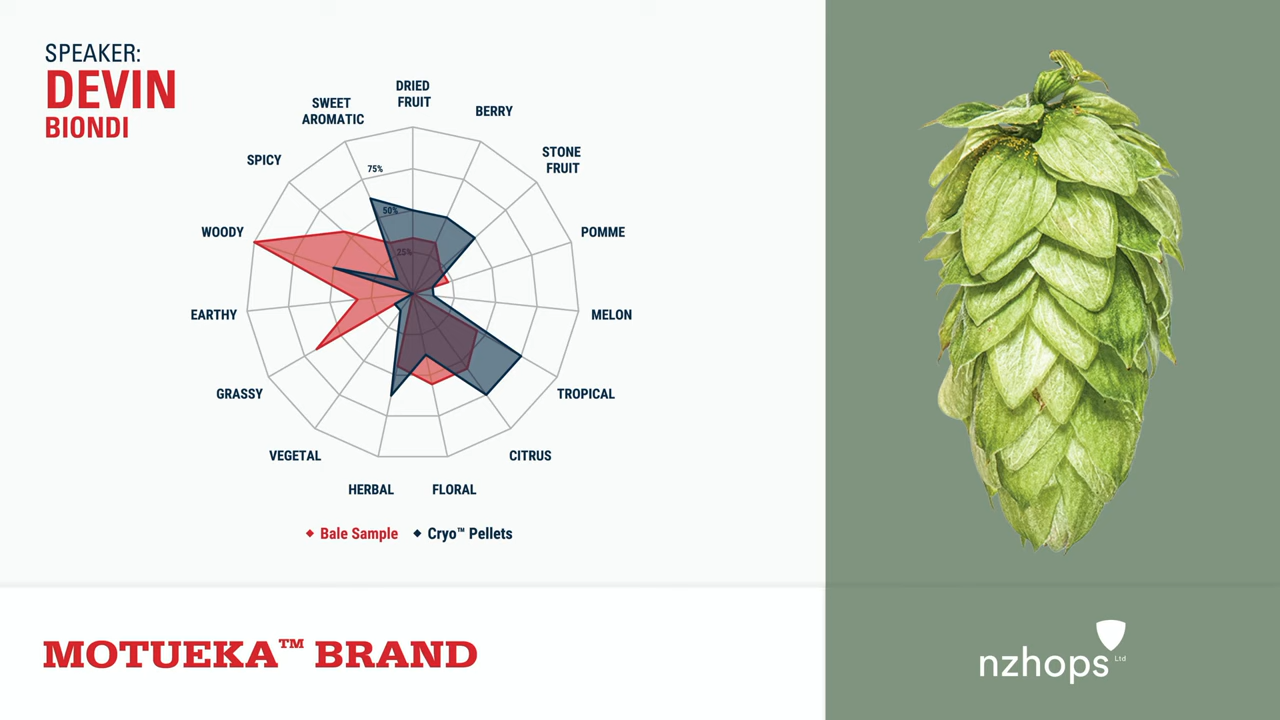 SPEAKER:
DEVIN
BIONDI
DRIED
FRUIT
BERRY
STONE
FRUIT
POMME
MELON
TROPICAL
CITRUS
FLORAL
HERBAL
VEGETAL
GRASSY
EARTHY
WOODY
SPICY
SWEET
AROMATIC
75%
50%
25%
Bale Sample
Cryo™ Pellets
MOTUEKA™ BRAND
nzhops Ltd